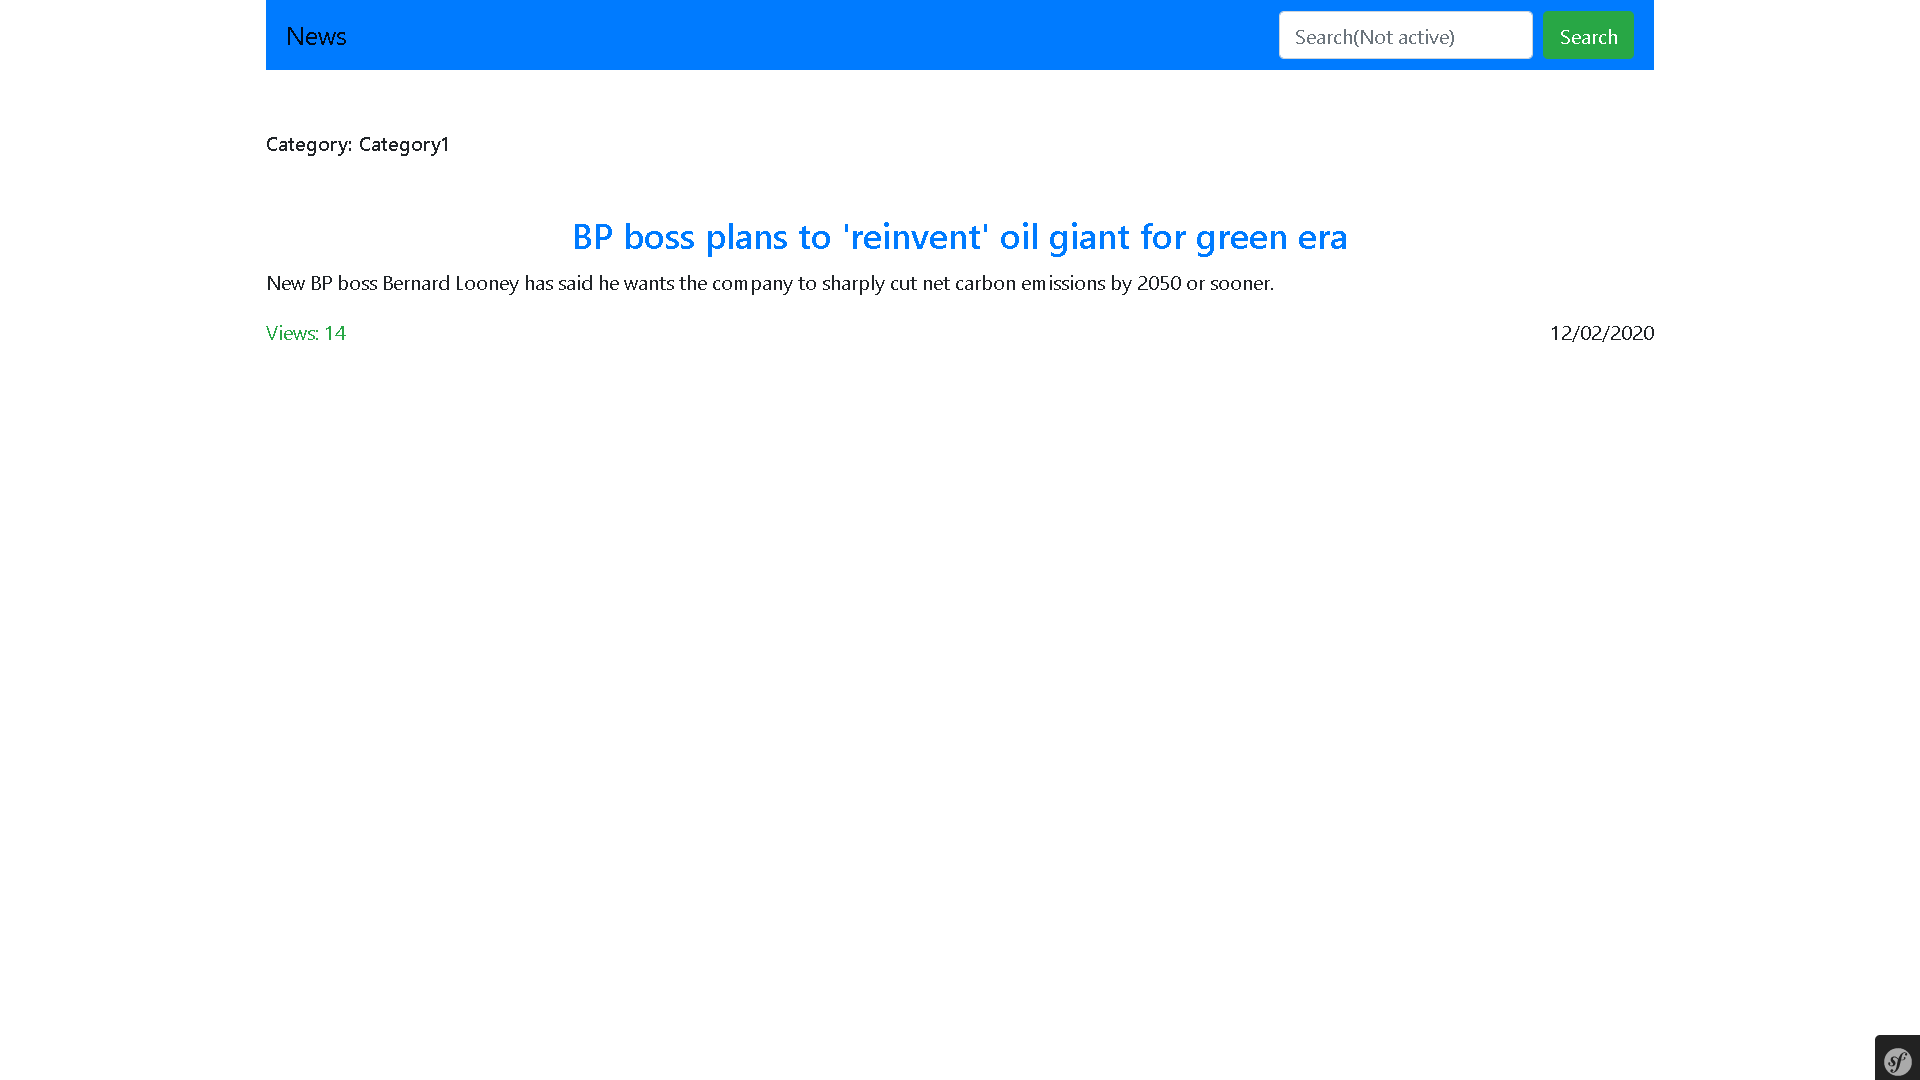 News
Search(Not active)
Search
Category: Category1
BP boss plans to 'reinvent' oil giant for green era
New BP boss Bernard Looney has said he wants the company to sharply cut net carbon emissions by 2050 or sooner.
Views: 14
12/02/2020
sf